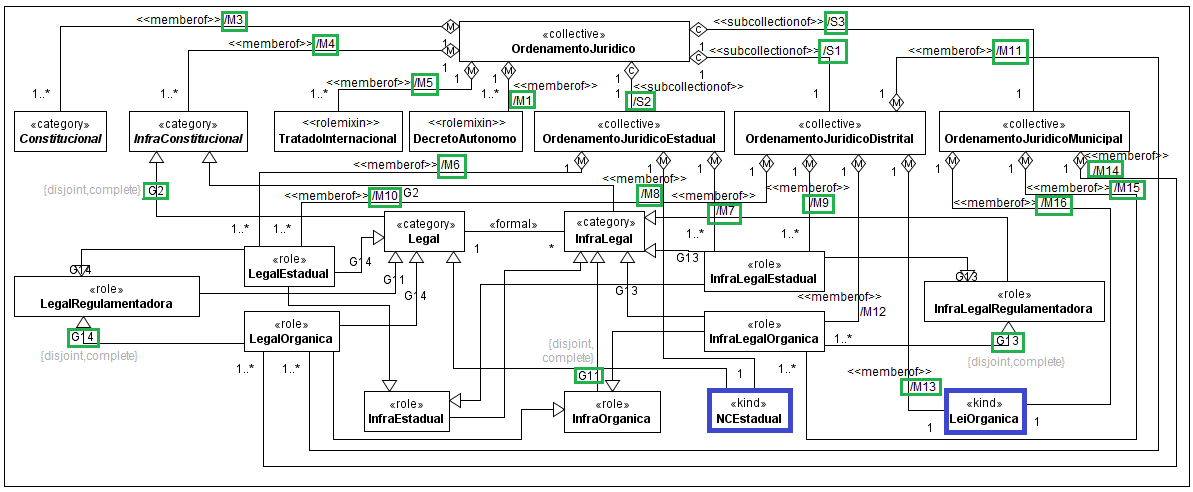 <<memberof>> /M3
<<subcollectionof>> /S3
«collective»
OrdenamentoJuridico
<<memberof>> /M4
<<subcollectionof>> /S1
/M11
1
1
1
1
1
1
1
1
<<memberof>> /M5
<<memberof>>
<<subcollectionof>>
<<memberof>>
1..*
1..*
1..*
1..*
/M1
/S2
1
1
1
1
«category»
Constitucional
«category»
InfraConstitucional
«rolemixin»
TratadoInternacional
«rolemixin»
DecretoAutonomo
«collective»
OrdenamentoJuridicoEstadual
«collective»
OrdenamentoJuridicoDistrital
«collective»
OrdenamentoJuridicoMunicipal
<<memberof>> /M6
<<memberof>>
/M14
<<memberof>>
<<memberof>> /M15
{disjoint,complete} G2
<<memberof>> /M10 G2
/M8
<<memberof>>
/M7
<<memberof>>
/M9
<<memberof>> /M16
«category»
Legal
«formal»
1
*
«category»
InfraLegal
1..*
1..*
1..*
1..*
«role»
LegalEstadual
G14
G14
G11
G14
G13
G13
G13
«role»
InfraLegalEstadual
«role»
LegalRegulamentadora
«role»
InfraLegalRegulamentadora
<<memberof>>
/M12
«role»
LegalOrganica
«role»
InfraLegalOrganica
G14
{disjoint,complete}
{disjoint,
complete}
1..*
G13
{disjoint,complete}
1..*
1..*
G11
1
1..*
<<memberof>>
/M13
«role»
InfraEstadual
«role»
InfraOrganica
«kind»
NCEstadual
«kind»
LeiOrganica
1
1